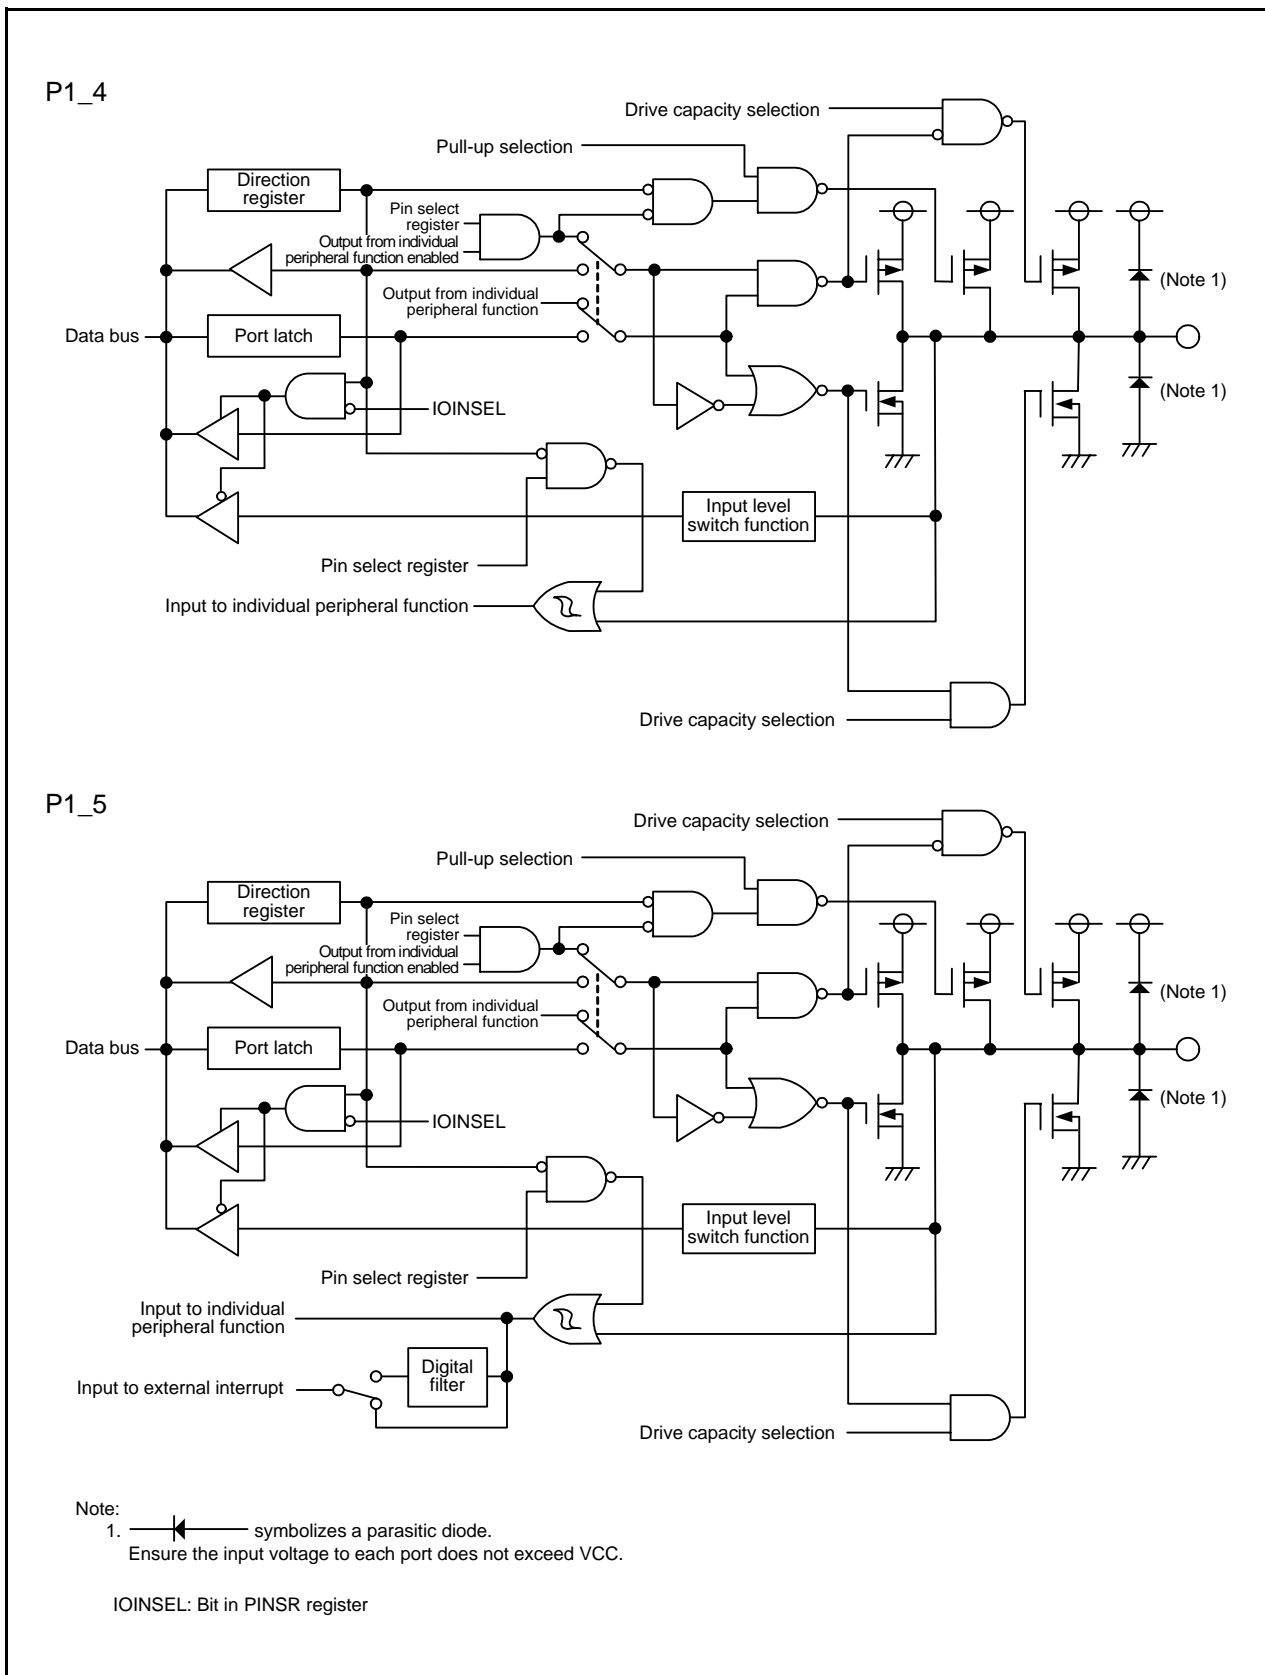 P1_4
Drive capacity selection
Pull-up selection
Direction
register
Pin select
register
Output from individual
peripheral function enabled
Output from individual
peripheral function
(Note 1)
Data bus
Port latch
IOINSEL
(Note 1)
Input level
switch function
Pin select register
Input to individual peripheral function
Drive capacity selection
P1_5
Drive capacity selection
Pull-up selection
Direction
register
Pin select
register
Output from individual
peripheral function enabled
Output from individual
peripheral function
(Note 1)
Data bus
Port latch
IOINSEL
(Note 1)
Input level
switch function
Pin select register
Input to individual
peripheral function
Digital
filter
Input to external interrupt
Drive capacity selection
Note:
1. symbolizes a parasitic diode.
Ensure the input voltage to each port does not exceed VCC.
IOINSEL: Bit in PINSR register